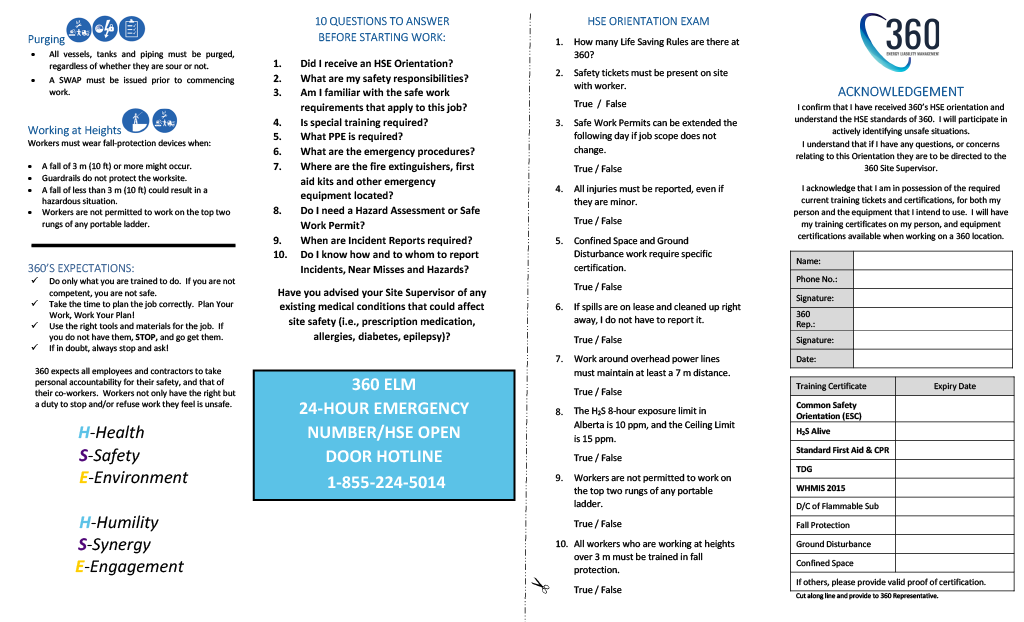 Purging
All vessels, tanks and piping must be purged,
regardless of whether they are sour or not.
A SWAP must be issued prior to commencing
work.
Working at Heights
Workers must wear fall-protection devices when:
A fall of 3 m (10 ft) or more might occur.
Guardrails do not protect the worksite.
A fall of less than 3 m (10 ft) could result in a
hazardous situation.
Workers are not permitted to work on the top two
rungs of any portable ladder.
360'S EXPECTATIONS:
✓ Do only what you are trained to do. If you are not
competent, you are not safe.
✓ Take the time to plan the job correctly. Plan Your
Work, Work Your Plan!
✓ Use the right tools and materials for the job. If
you do not have them, STOP, and go get them.
✓ If in doubt, always stop and ask!
360 expects all employees and contractors to take
personal accountability for their safety, and that of
their co-workers. Workers not only have the right but
a duty to stop and/or refuse work they feel is unsafe.
H-Health
S-Safety
E-Environment
H-Humility
S-Synergy
E-Engagement
10 QUESTIONS TO ANSWER
BEFORE STARTING WORK:
1. Did I receive an HSE Orientation?
2. What are my safety responsibilities?
3. Am I familiar with the safe work
requirements that apply to this job?
4. Is special training required?
5. What PPE is required?
6. What are the emergency procedures?
7. Where are the fire extinguishers, first
aid kits and other emergency
equipment located?
8. Do I need a Hazard Assessment or Safe
Work Permit?
9. When are Incident Reports required?
10. Do I know how and to whom to report
Incidents, Near Misses and Hazards?
Have you advised your Site Supervisor of any
existing medical conditions that could affect
site safety (i.e., prescription medication,
allergies, diabetes, epilepsy)?
360 ELM
24-HOUR EMERGENCY
NUMBER/HSE OPEN
DOOR HOTLINE
1-855-224-5014
HSE ORIENTATION EXAM
1. How many Life Saving Rules are there at
360?
2. Safety tickets must be present on site
with worker.
True / False
3. Safe Work Permits can be extended the
following day if job scope does not
change.
True / False
4. All injuries must be reported, even if
they are minor.
True / False
5. Confined Space and Ground
Disturbance work require specific
certification.
True / False
6. If spills are on lease and cleaned up right
away, I do not have to report it.
True / False
7. Work around overhead power lines
must maintain at least a 7 m distance.
True / False
8. The H₂S 8-hour exposure limit in
Alberta is 10 ppm, and the Ceiling Limit
is 15 ppm.
True / False
9. Workers are not permitted to work on
the top two rungs of any portable
ladder.
True / False
10. All workers who are working at heights
over 3 m must be trained in fall
protection.
True / False
360
ENERGY LIABILITY MANAGEMENT
ACKNOWLEDGEMENT
I confirm that I have received 360's HSE orientation and
understand the HSE standards of 360. I will participate in
actively identifying unsafe situations.
I understand that if I have any questions, or concerns
relating to this Orientation they are to be directed to the
360 Site Supervisor.
I acknowledge that I am in possession of the required
current training tickets and certifications, for both my
person and the equipment that I intend to use. I will have
my training certificates on my person, and equipment
certifications available when working on a 360 location.
Name:
Phone No.:
Signature:
360
Rep.:
Signature:
Date:
Training Certificate Expiry Date
Common Safety
Orientation (ESC)
H₂S Alive
Standard First Aid & CPR
TDG
WHMIS 2015
D/C of Flammable Sub
Fall Protection
Ground Disturbance
Confined Space
If others, please provide valid proof of certification.
Cut along line and provide to 360 Representative.